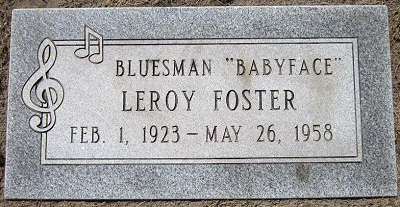 BLUESMAN "BABYFACE"
LEROY FOSTER
FEB. 1, 1923 - MAY 26, 1958